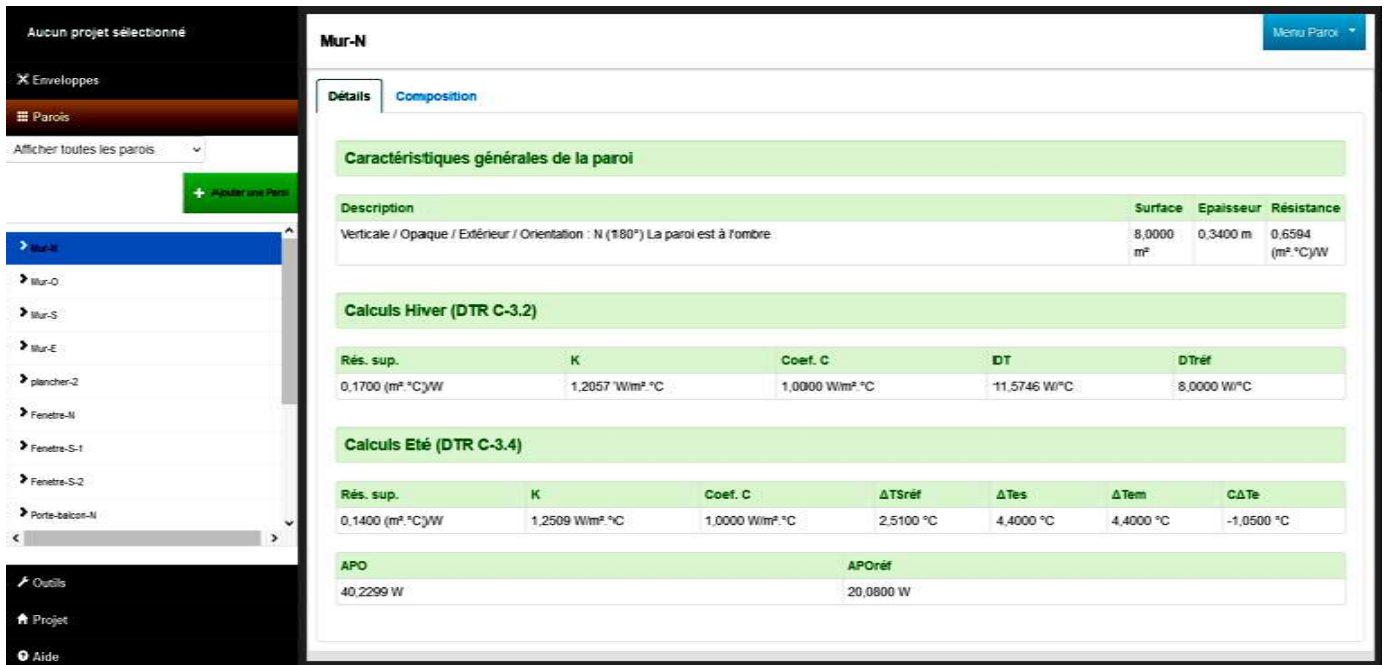 Aucun projet sélectionné
Enveloppes
Parois
Afficher toutes les parois
+ Ajouter une Paroi
Mur-N
Mur-O
Mur-S
Mur-E
plancher-2
Fenetre-N
Fenetre-S-1
Fenetre-S-2
Porte-balcon-N
Outils
Projet
Aide
Mur-N
Menu Paroi
Détails Composition
Caractéristiques générales de la paroi
Description Surface Epaisseur Résistance
Verticale / Opaque / Extérieur / Orientation : N (180°) La paroi est à l'ombre 8,0000 0,3400 m 0,6594
m² (m².°C)/W
Calculs Hiver (DTR C-3.2)
Rés. sup. K Coef. C DT DTréf
0,1700 (m².°C)/W 1,2057 W/m².°C 1,0000 W/m².°C 11,5746 W/°C 8,0000 W/°C
Calculs Eté (DTR C-3.4)
Rés. sup. K Coef. C ΔTSréf ΔTes ΔTem CΔTe
0,1400 (m².°C)/W 1,2509 W/m².°C 1,0000 W/m².°C 2,5100 °C 4,4000 °C 4,4000 °C -1,0500 °C
APO APOréf
40,2299 W 20,0800 W